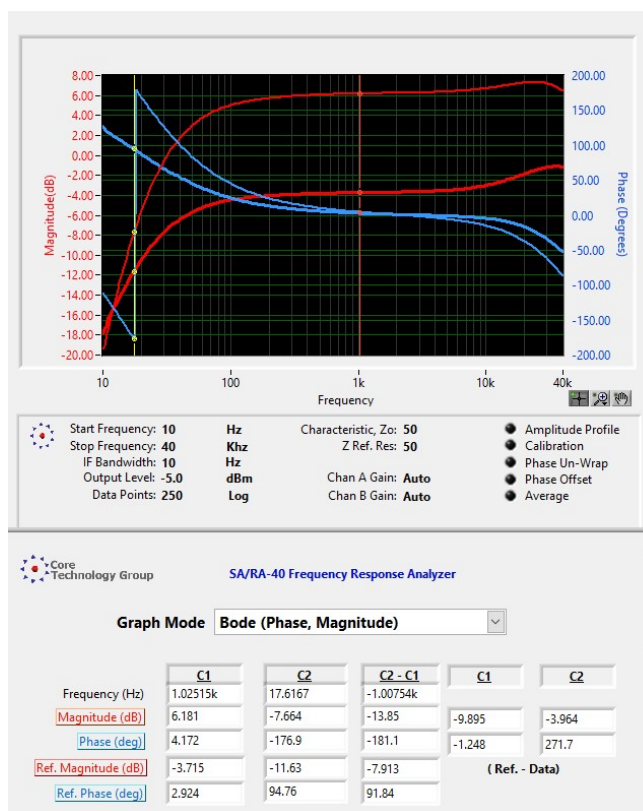 8.00
6.00
4.00
2.00
0.00
-2.00
-4.00
-6.00
-8.00
-10.00
-12.00
-14.00
-16.00
-18.00
-20.00
Magnitude(dB)
200.00
150.00
100.00
50.00
0.00
-50.00
-100.00
-150.00
-200.00
Phase (Degrees)
10 100 1k 10k 40k
Frequency
Start Frequency: 10 Hz Characteristic, Zo: 50 Amplitude Profile
Stop Frequency: 40 Khz Z Ref. Res: 50 Calibration
IF Bandwidth: 10 Hz Phase Un-Wrap
Output Level: -5.0 dBm Chan A Gain: Auto Phase Offset
Data Points: 250 Log Chan B Gain: Auto Average
Core
Technology Group
SA/RA-40 Frequency Response Analyzer
Graph Mode Bode (Phase, Magnitude)
C1 C2 C2 - C1 C1 C2
Frequency (Hz) 1.02515k 17.6167 -1.00754k
Magnitude (dB) 6.181 -7.664 -13.85 -9.895 -3.964
Phase (deg) 4.172 -176.9 -181.1 -1.248 271.7
Ref. Magnitude (dB) -3.715 -11.63 -7.913 ( Ref. - Data)
Ref. Phase (deg) 2.924 94.76 91.84